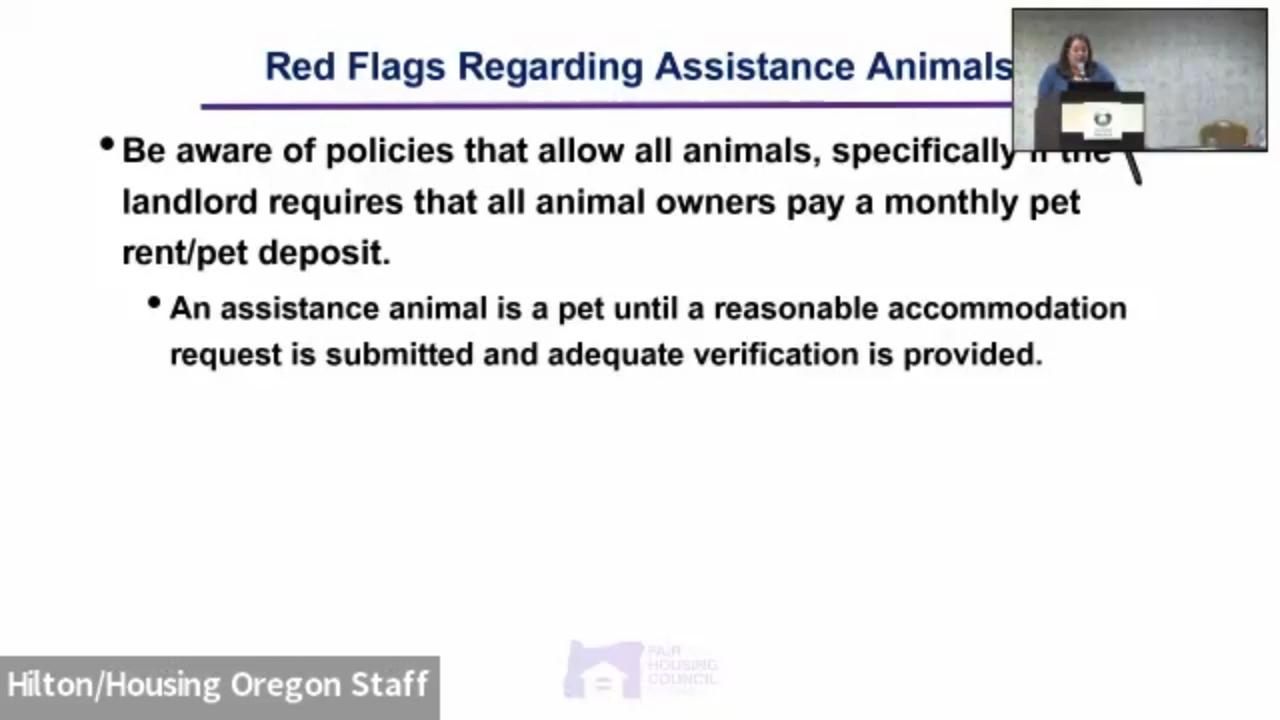 Red Flags Regarding Assistance Animals
• Be aware of policies that allow all animals, specifically if the
landlord requires that all animal owners pay a monthly pet
rent/pet deposit.
• An assistance animal is a pet until a reasonable accommodation
request is submitted and adequate verification is provided.
FAIR
HOUSING
COUNCIL
Hilton/Housing Oregon Staff